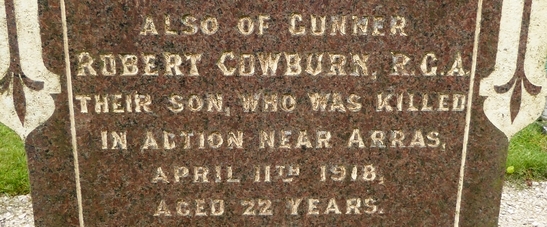 ALSO OF GUNNER
ROBERT COWBURN, R.G.A.
THEIR SON, WHO WAS KILLED
IN ACTION NEAR ARRAS,
APRIL 11TH 1918,
AGED 22 YEARS.